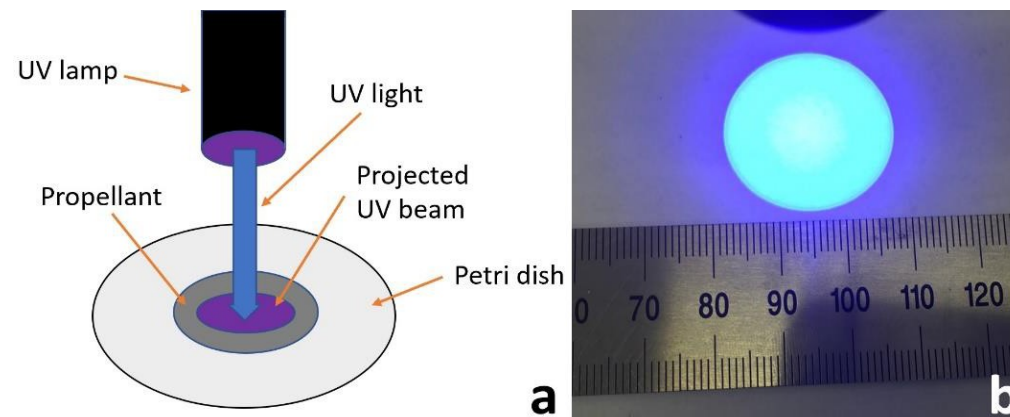 UV lamp
UV light
Propellant
Projected
UV beam
Petri dish
a
0 70 80 90 100 110 120
b